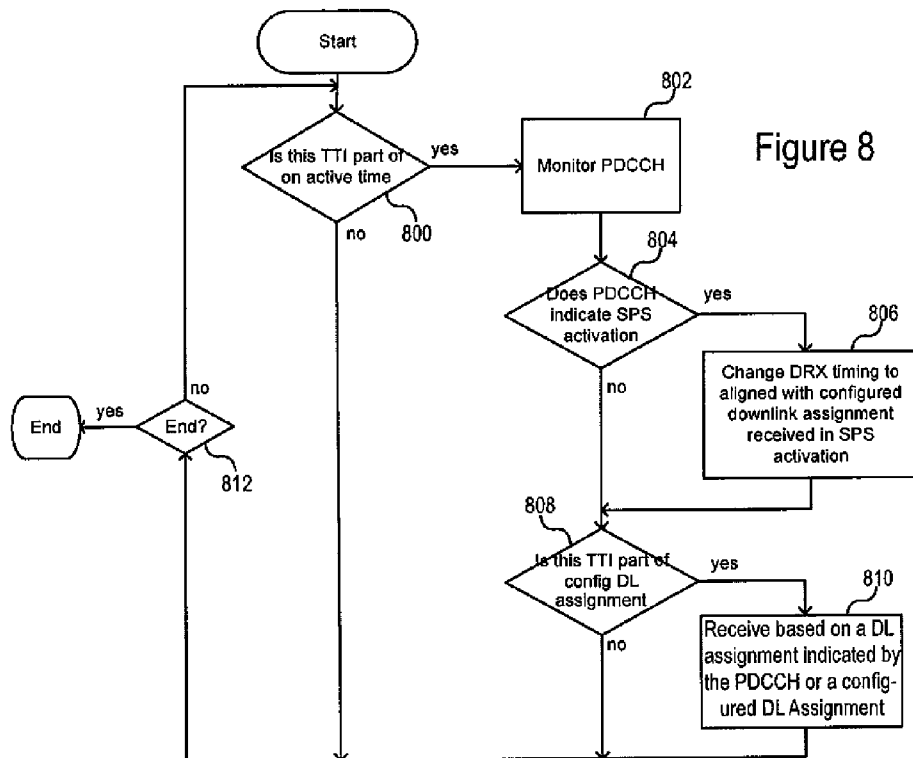 Start
802
Figure 8
Is this TTI part of
on active time
yes
Monitor PDCCH
800
no
804
Does PDCCH
indicate SPS
activation
yes
806
Change DRX timing to
aligned with configured
downlink assignment
received in SPS
activation
no
no
End
yes
End?
812
808
Is this TTI part of
config DL
assignment
yes
810
Receive based on a DL
assignment indicated by
the PDCCH or a config-
ured DL Assignment
no